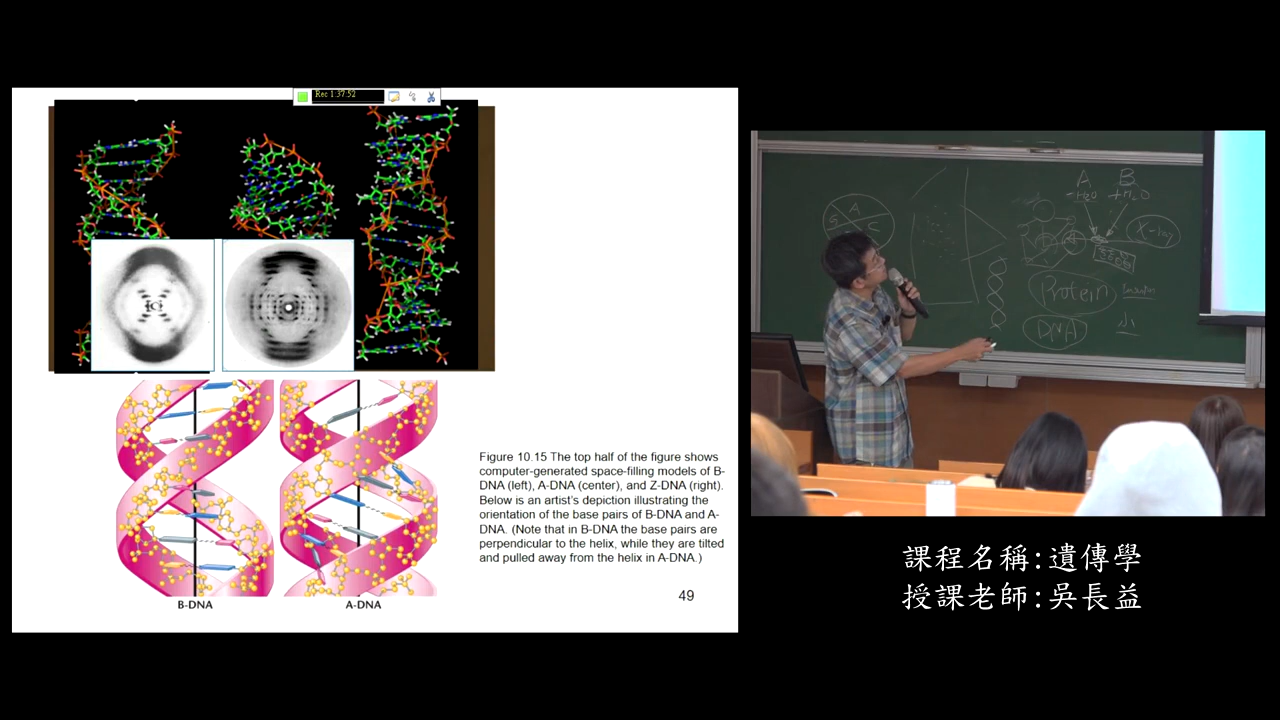 Rec 1:37:52
Figure 10.15 The top half of the figure shows
computer-generated space-filling models of B-
DNA (left), A-DNA (center), and Z-DNA (right).
Below is an artist's depiction illustrating the
orientation of the base pairs of B-DNA and A-
DNA. (Note that in B-DNA the base pairs are
perpendicular to the helix, while they are tilted
and pulled away from the helix in A-DNA.)
B-DNA
A-DNA
49
A B
-H2O +H2O
G A
C
X-ray
Protein
DNA
小
課程名稱:遺傳學
授課老師:吳長益